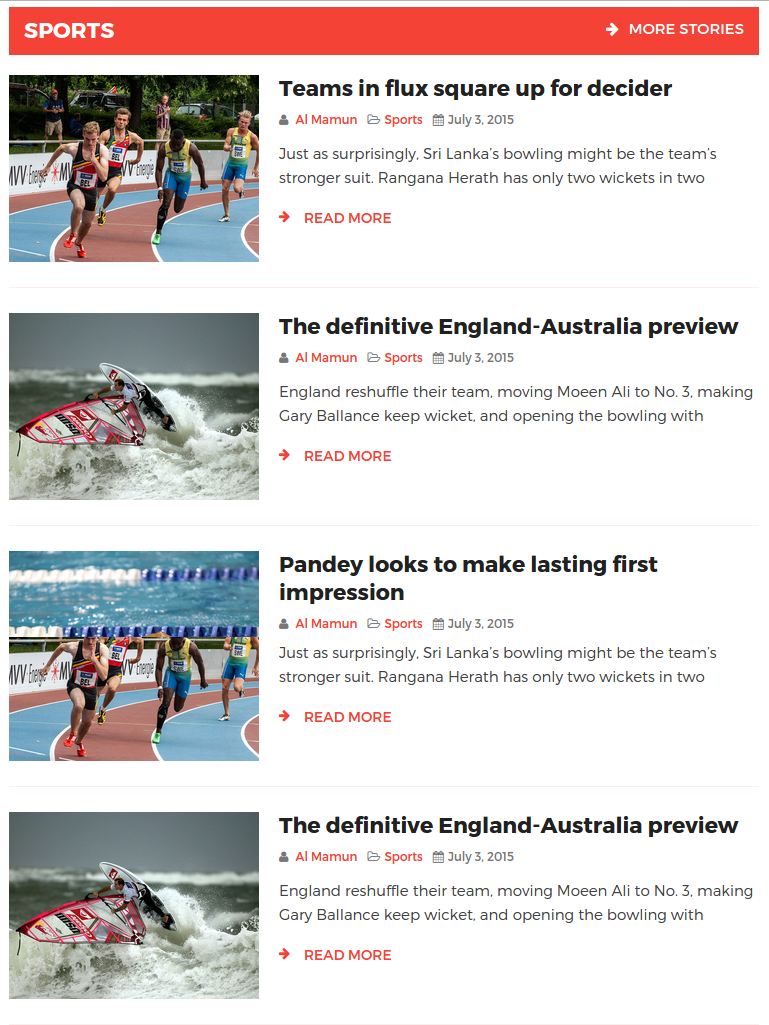 SPORTS
MORE STORIES
Teams in flux square up for decider
Al Mamun Sports July 3, 2015
Just as surprisingly, Sri Lanka’s bowling might be the team’s
stronger suit. Rangana Herath has only two wickets in two
READ MORE
The definitive England-Australia preview
Al Mamun Sports July 3, 2015
England reshuffle their team, moving Moeen Ali to No. 3, making
Gary Ballance keep wicket, and opening the bowling with
READ MORE
Pandey looks to make lasting first
impression
Al Mamun Sports July 3, 2015
Just as surprisingly, Sri Lanka’s bowling might be the team’s
stronger suit. Rangana Herath has only two wickets in two
READ MORE
The definitive England-Australia preview
Al Mamun Sports July 3, 2015
England reshuffle their team, moving Moeen Ali to No. 3, making
Gary Ballance keep wicket, and opening the bowling with
READ MORE